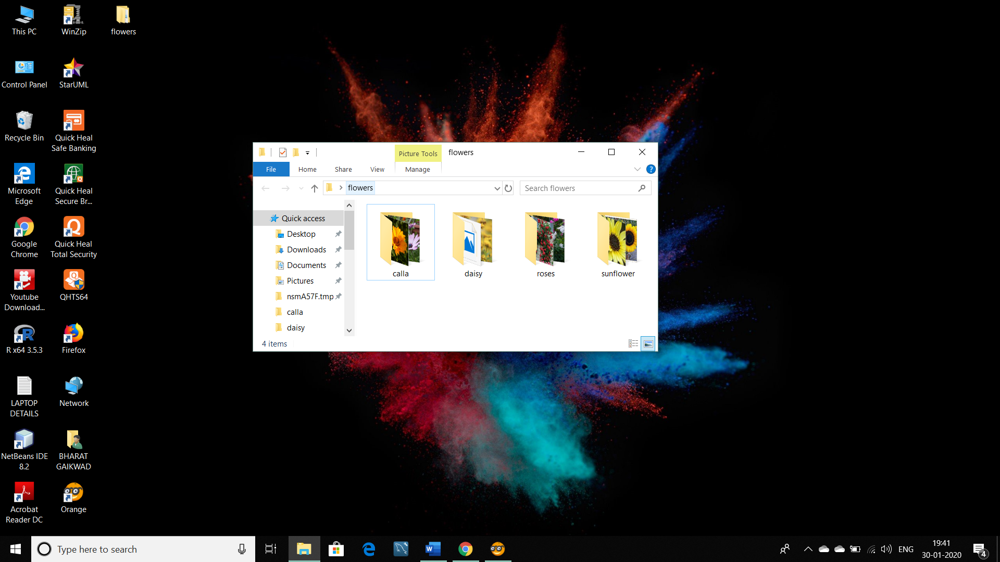 This PC
WinZip
flowers
Control Panel
StarUML
Recycle Bin
Quick Heal
Safe Banking
Microsoft
Edge
Quick Heal
Secure Br...
Google
Chrome
Quick Heal
Total Security
Youtube
Download...
QHTS64
R x64 3.5.3
Firefox
LAPTOP
DETAILS
Network
NetBeans IDE
8.2
BHARAT
GAIKWAD
Acrobat
Reader DC
Orange
Picture Tools
flowers
File
Home
Share
View
Manage
flowers
Search flowers
Quick access
Desktop
Downloads
Documents
Pictures
nsmA57F.tmp
calla
daisy
calla
daisy
roses
sunflower
4 items
Type here to search
ENG
19:41
30-01-2020
4